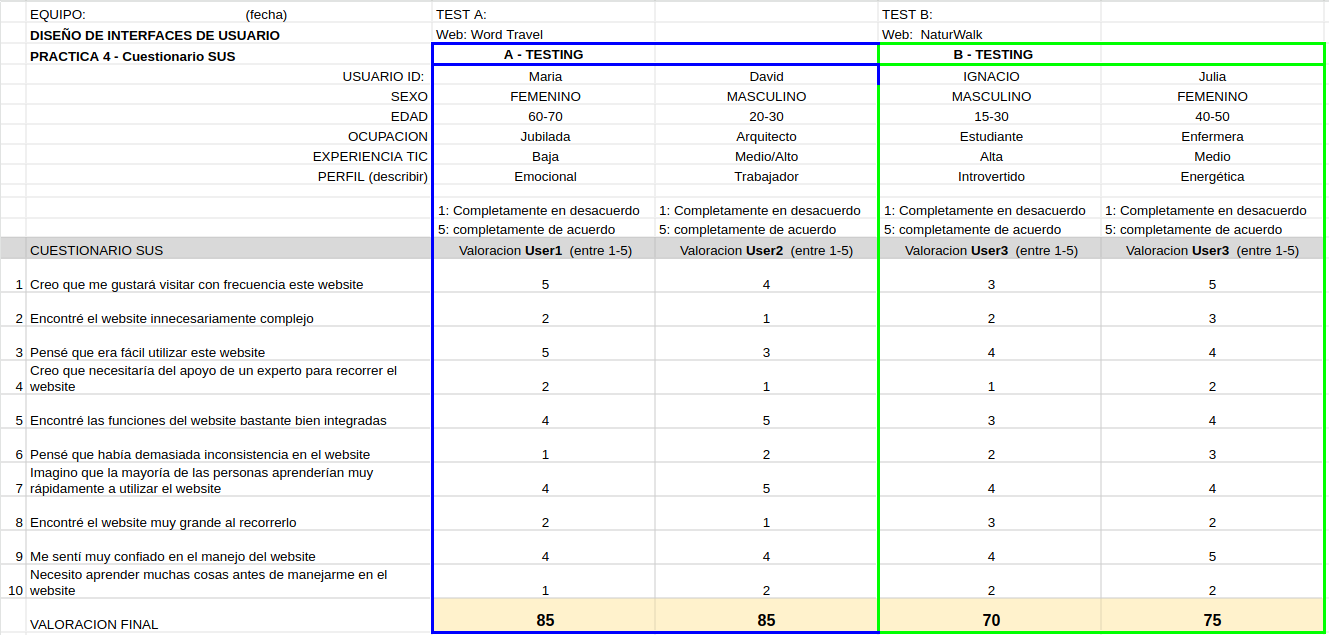 EQUIPO: (fecha) TEST A: TEST B:
DISEÑO DE INTERFACES DE USUARIO Web: Word Travel Web: NaturWalk
PRACTICA 4 - Cuestionario SUS A - TESTING B - TESTING
USUARIO ID: Maria David IGNACIO Julia
SEXO FEMENINO MASCULINO MASCULINO FEMENINO
EDAD 60-70 20-30 15-30 40-50
OCUPACION Jubilada Arquitecto Estudiante Enfermera
EXPERIENCIA TIC Baja Medio/Alto Alta Medio
PERFIL (describir) Emocional Trabajador Introvertido Energética
1: Completamente en desacuerdo 1: Completamente en desacuerdo 1: Completamente en desacuerdo 1: Completamente en desacuerdo
5: completamente de acuerdo 5: completamente de acuerdo 5: completamente de acuerdo 5: completamente de acuerdo
CUESTIONARIO SUS Valoracion User1 (entre 1-5) Valoracion User2 (entre 1-5) Valoracion User3 (entre 1-5) Valoracion User3 (entre 1-5)
1 Creo que me gustará visitar con frecuencia este website 5 4 3 5
2 Encontré el website innecesariamente complejo 2 1 2 3
3 Pensé que era fácil utilizar este website 5 3 4 4
Creo que necesitaría del apoyo de un experto para recorrer el
4 website 2 1 1 2
5 Encontré las funciones del website bastante bien integradas 4 5 3 4
6 Pensé que había demasiada inconsistencia en el website 1 2 2 3
Imagino que la mayoría de las personas aprenderían muy
7 rápidamente a utilizar el website 4 5 4 4
8 Encontré el website muy grande al recorrerlo 2 1 3 2
9 Me sentí muy confiado en el manejo del website 4 4 4 5
Necesito aprender muchas cosas antes de manejarme en el
10 website 1 2 2 2
VALORACION FINAL 85 85 70 75